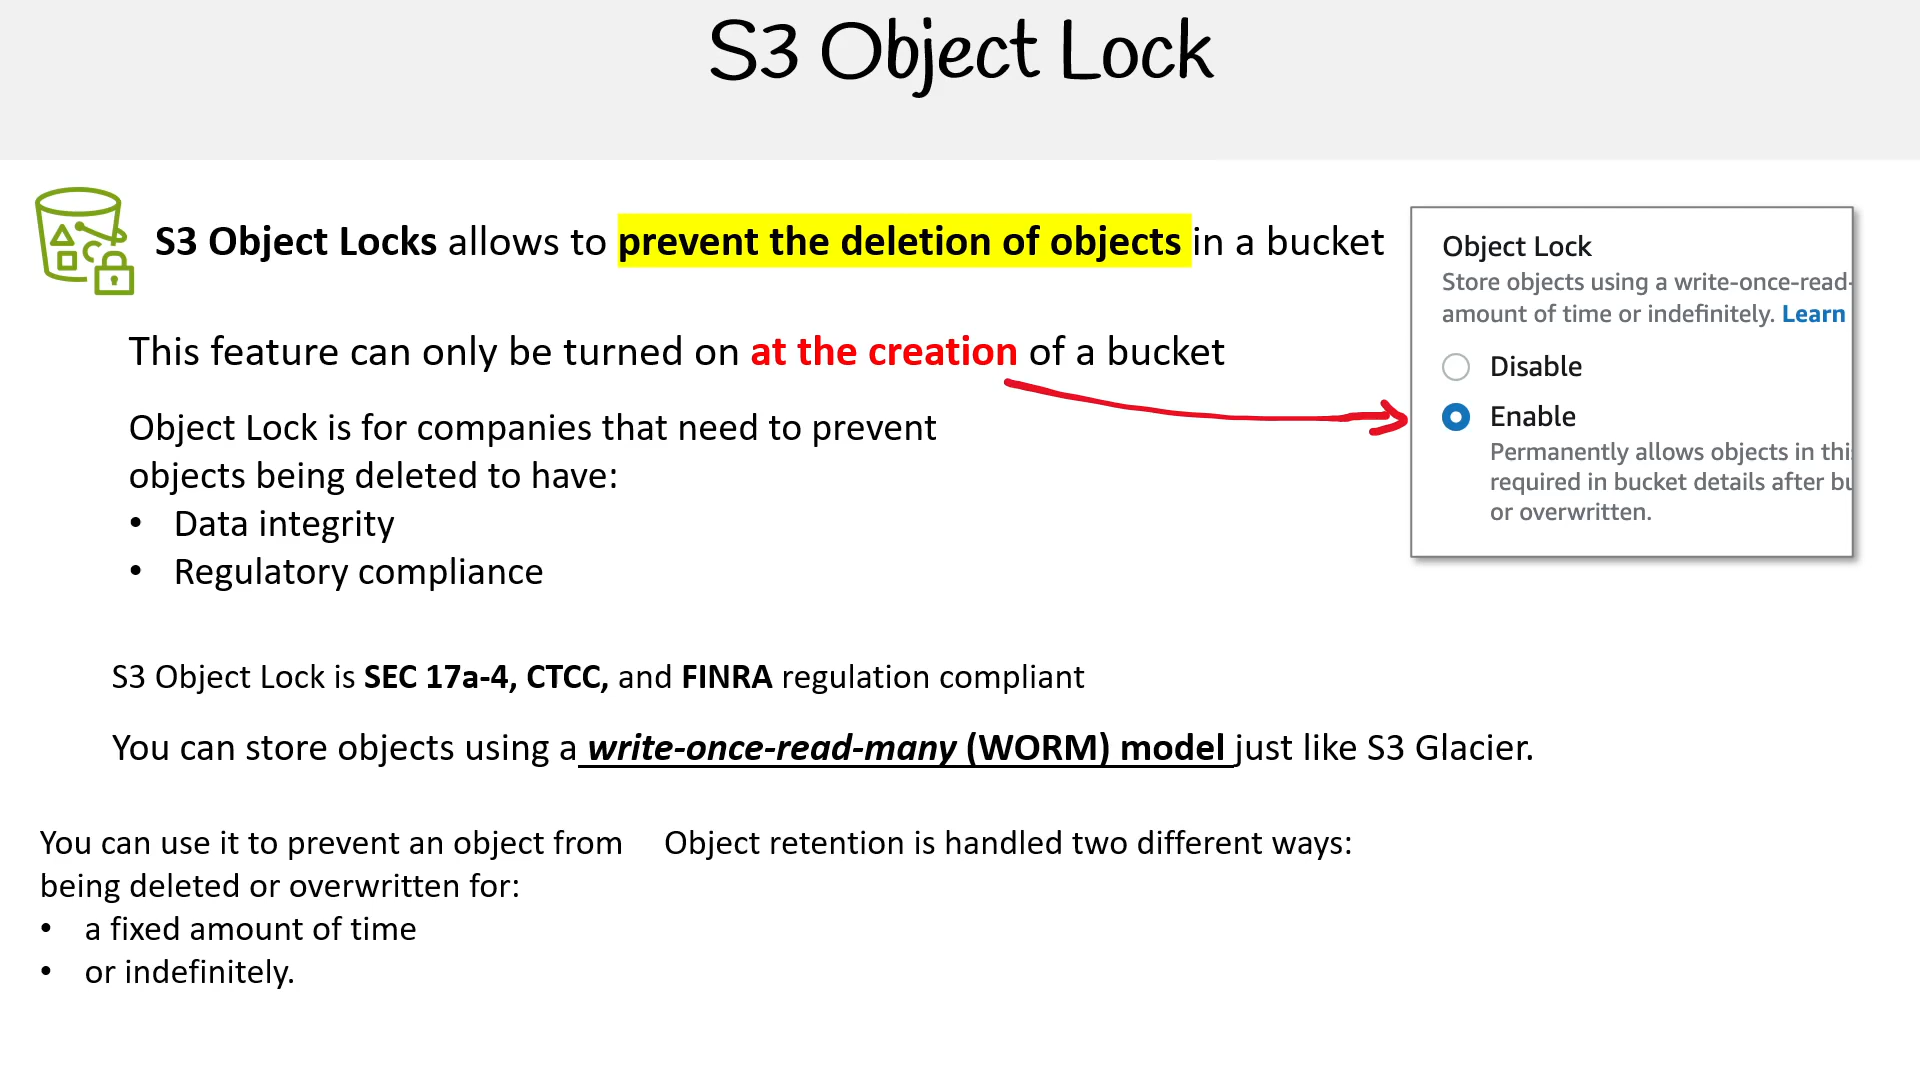 S3 Object Lock
S3 Object Locks allows to prevent the deletion of objects in a bucket
This feature can only be turned on at the creation of a bucket
Object Lock is for companies that need to prevent
objects being deleted to have:
• Data integrity
• Regulatory compliance
Object Lock
Store objects using a write-once-read-
amount of time or indefinitely. Learn
Disable
Enable
Permanently allows objects in this
required in bucket details after bu
or overwritten.
S3 Object Lock is SEC 17a-4, CTCC, and FINRA regulation compliant
You can store objects using a write-once-read-many (WORM) model just like S3 Glacier.
You can use it to prevent an object from
being deleted or overwritten for:
• a fixed amount of time
• or indefinitely.
Object retention is handled two different ways: